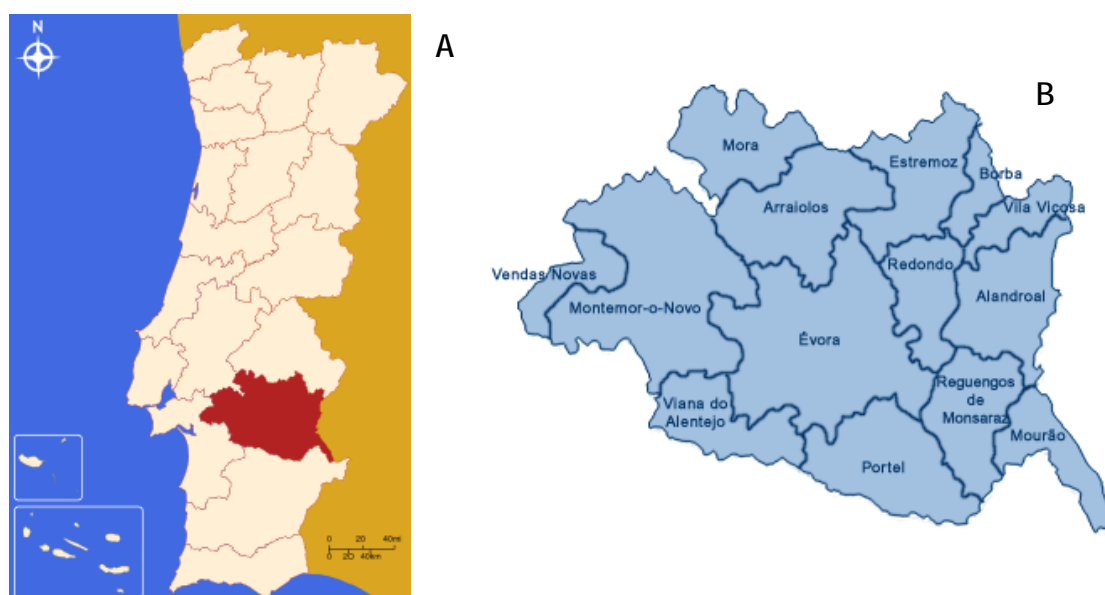 N
A
0 20 40mi
0 20 40km
B
Mora
Estremoz
Borba
Arraiolos
Vila Viçosa
Vendas Novas
Redondo
Montemor-o-Novo
Alandroal
Évora
Reguengos
de
Monsaraz
Viana do
Alentejo
Mourão
Portel